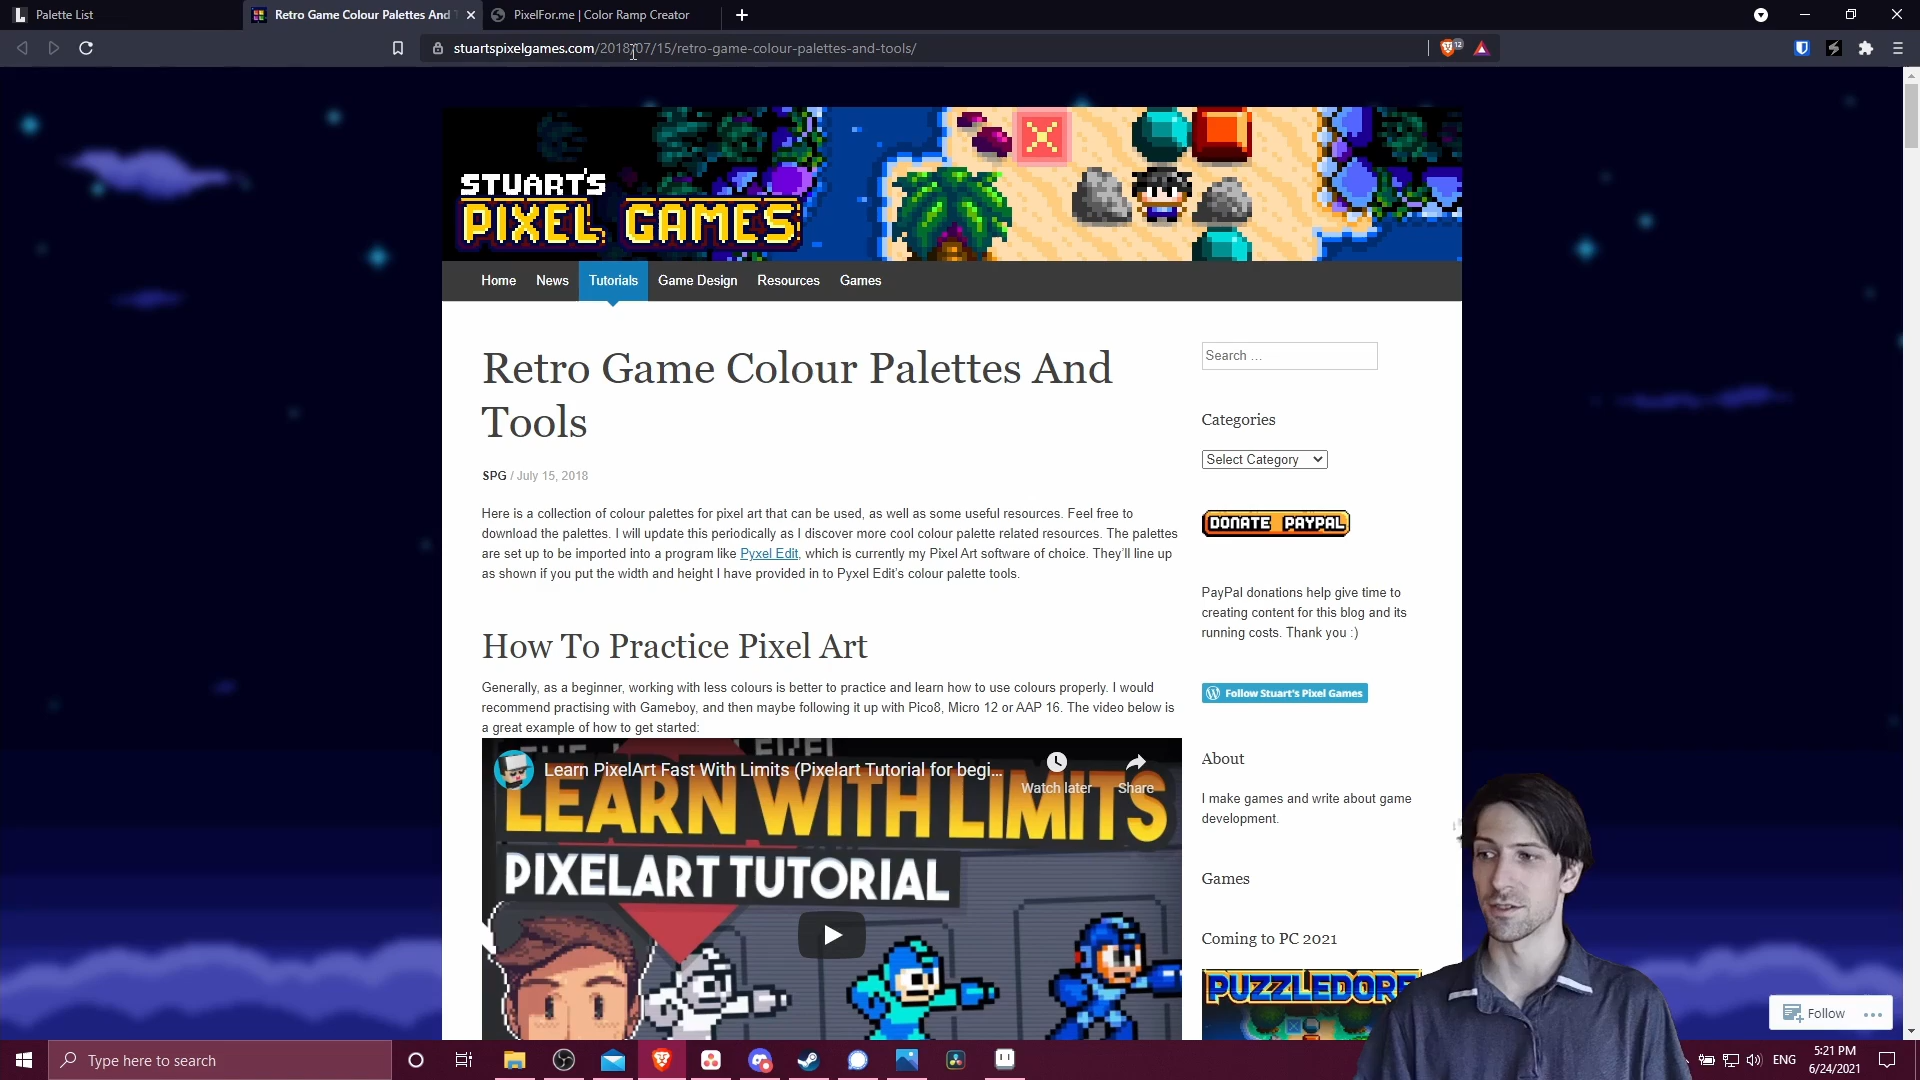 Palette List
Retro Game Colour Palettes And T
PixelFor.me | Color Ramp Creator
stuartspixelgames.com/2018/07/15/retro-game-colour-palettes-and-tools/
12
STUART'S
PIXEL GAMES
Home
News
Tutorials
Game Design
Resources
Games
Retro Game Colour Palettes And
Tools
SPG / July 15, 2018
Here is a collection of colour palettes for pixel art that can be used, as well as some useful resources. Feel free to
download the palettes. I will update this periodically as I discover more cool colour palette related resources. The palettes
are set up to be imported into a program like Pyxel Edit, which is currently my Pixel Art software of choice. They'll line up
as shown if you put the width and height I have provided in to Pyxel Edit's colour palette tools.
How To Practice Pixel Art
Generally, as a beginner, working with less colours is better to practice and learn how to use colours properly. I would
recommend practising with Gameboy, and then maybe following it up with Pico8, Micro 12 or AAP 16. The video below is
a great example of how to get started:
Learn PixelArt Fast With Limits (Pixelart Tutorial for begi...
Watch later
Share
LEARN WITH LIMITS
PIXELART TUTORIAL
Search ...
Categories
Select Category
DONATE PAYPAL
PayPal donations help give time to
creating content for this blog and its
running costs. Thank you :)
Follow Stuart's Pixel Games
About
I make games and write about game
development.
Games
Coming to PC 2021
Follow
Type here to search
ENG
5:21 PM
6/24/2021